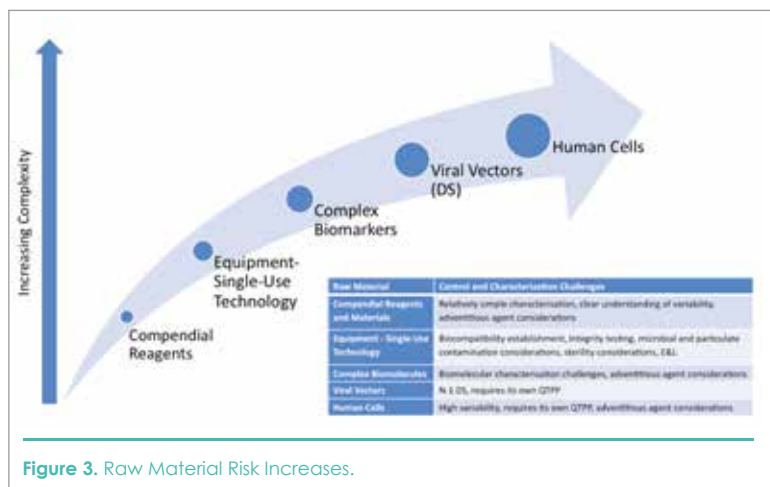 Increasing Complexity
Human Cells
Viral Vectors
(DS)
Complex
Biomarkers
Equipment-
Single-Use
Technology
Compendial
Reagents
Raw Material Control and Characterisation Challenges
Compendial Reagents
and Materials
Relatively simple characterisation, clear understanding of variability,
adventitious agent considerations
Equipment - Single Use
Technology
Biocompatibility establishment, integrity testing, microbial and particulate
contamination considerations, sterility considerations, E&L
Complex Biomolecules Biomolecular characterisation challenges, adventitious agent considerations
Viral Vectors N-1 DS, requires its own QTPP
Human Cells High variability, requires its own QTPP, adventitious agent considerations
Figure 3. Raw Material Risk Increases.